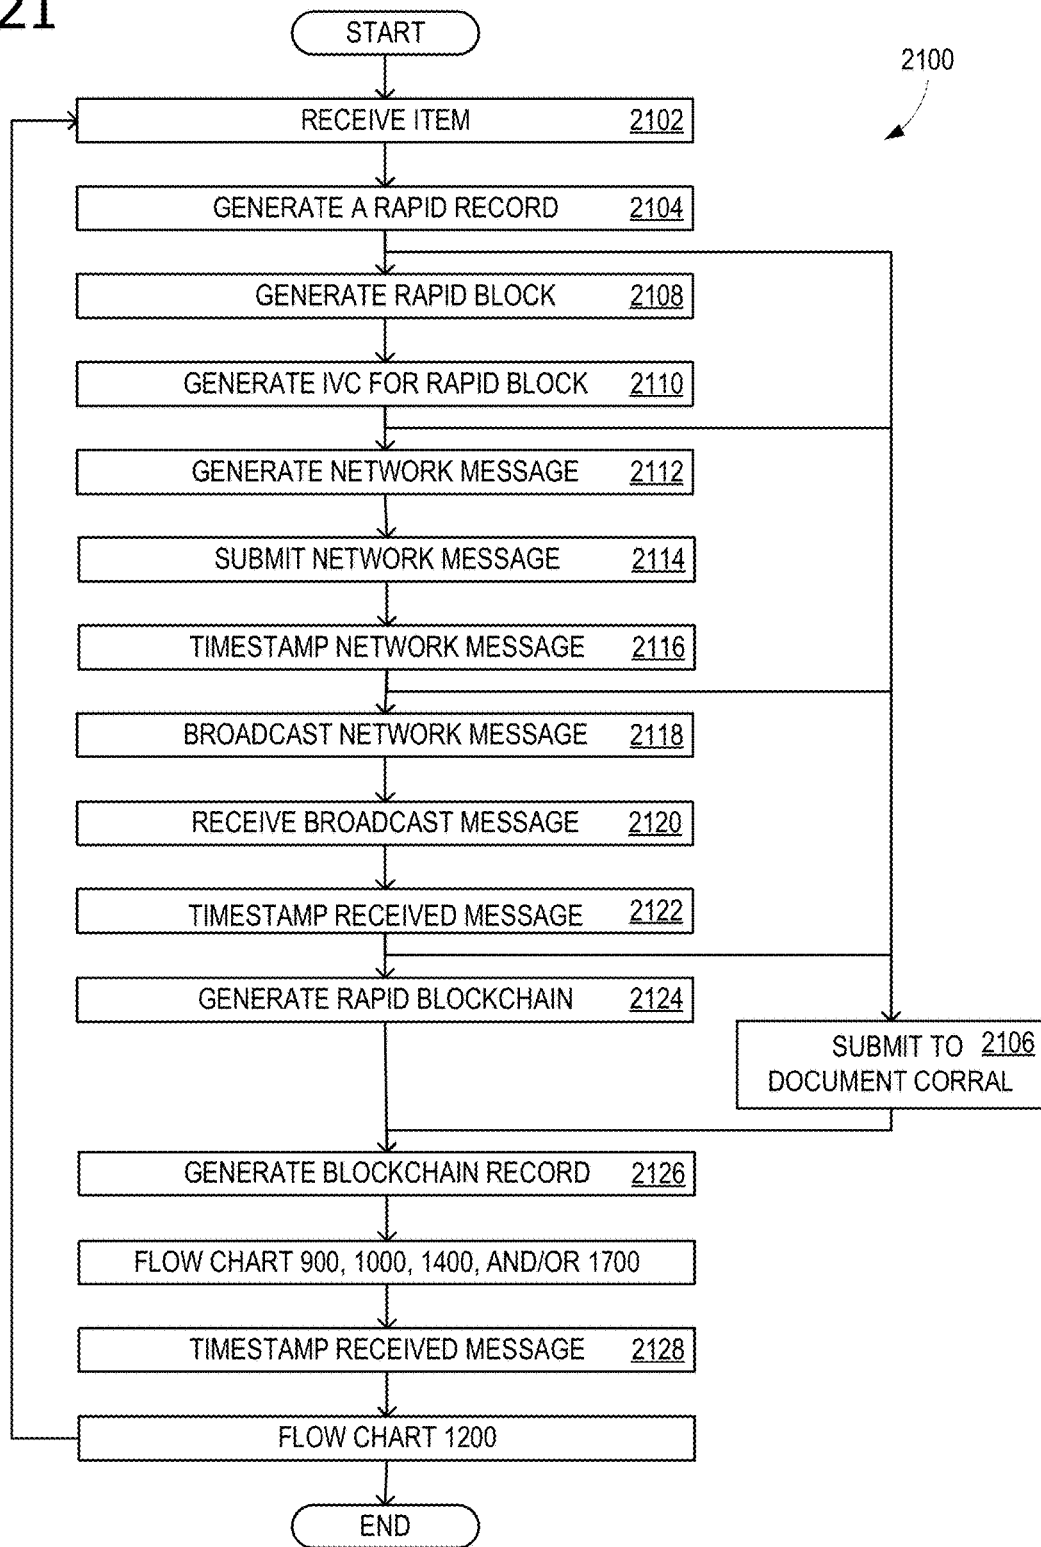 21
START
2100
RECEIVE ITEM 2102
GENERATE A RAPID RECORD 2104
GENERATE RAPID BLOCK 2108
GENERATE IVC FOR RAPID BLOCK 2110
GENERATE NETWORK MESSAGE 2112
SUBMIT NETWORK MESSAGE 2114
TIMESTAMP NETWORK MESSAGE 2116
BROADCAST NETWORK MESSAGE 2118
RECEIVE BROADCAST MESSAGE 2120
TIMESTAMP RECEIVED MESSAGE 2122
GENERATE RAPID BLOCKCHAIN 2124
SUBMIT TO 2106
DOCUMENT CORRAL
GENERATE BLOCKCHAIN RECORD 2126
FLOW CHART 900, 1000, 1400, AND/OR 1700
TIMESTAMP RECEIVED MESSAGE 2128
FLOW CHART 1200
END